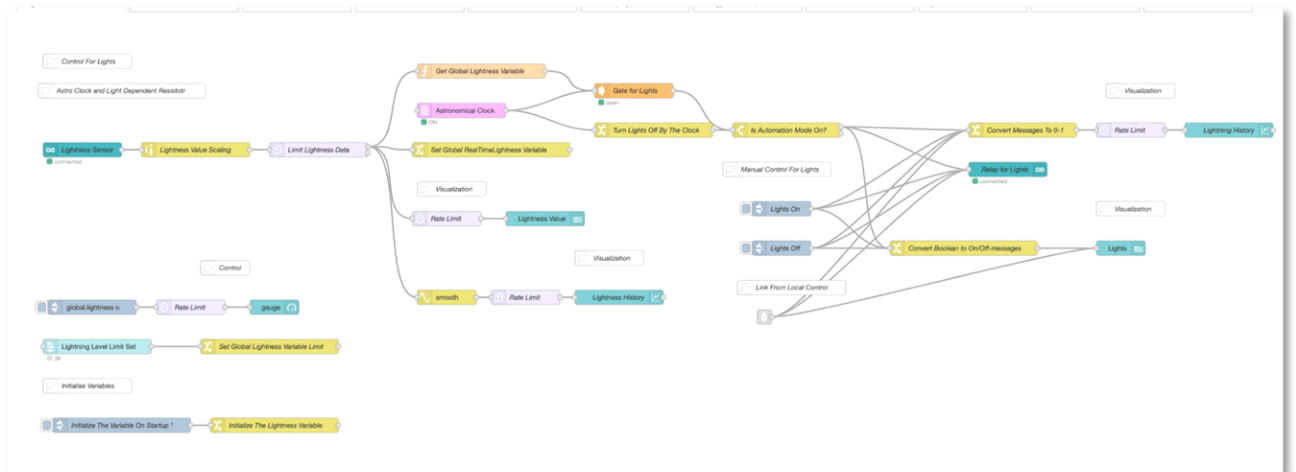 Control For Lights
Astro Clock and Light Dependent Resistotr
Lightness Sensor
connected
Lightness Value Scaling
Limit Lightness Data
Get Global Lightness Variable
Astronomical Clock
ON
Gate for Lights
open
Turn Lights Off By The Clock
Is Automation Mode On?
Set Global RealTimeLightness Variable
Visualization
Rate Limit
Lightness Value
abc
Visualization
smooth
Rate Limit
Lightness History
Visualization
Convert Messages To 0-1
Rate Limit
Lightning History
Manual Control For Lights
Relay for Lights
connected
Lights On
Visualization
Lights Off
Convert Boolean to On/Off-messages
Lights
abc
Link From Local Control
Control
global.lightness
Rate Limit
gauge
Lightning Level Limit Set
38
Set Global Lightness Variable Limit
Initialise Variables
Initialize The Variable On Startup ¹
Initialize The Lightness Variable